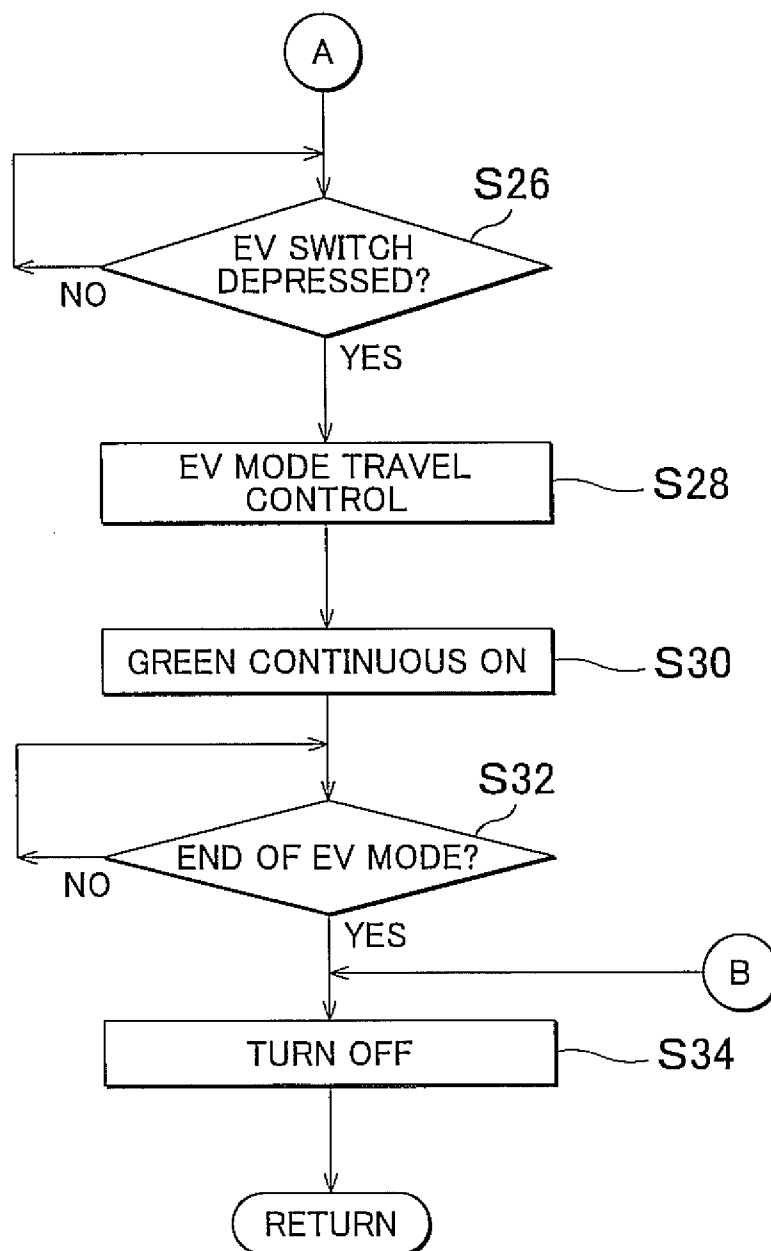 A
S26
EV SWITCH
DEPRESSED?
NO
YES
EV MODE TRAVEL
CONTROL
S28
GREEN CONTINUOUS ON
S30
S32
END OF EV MODE?
NO
YES
B
TURN OFF
S34
RETURN